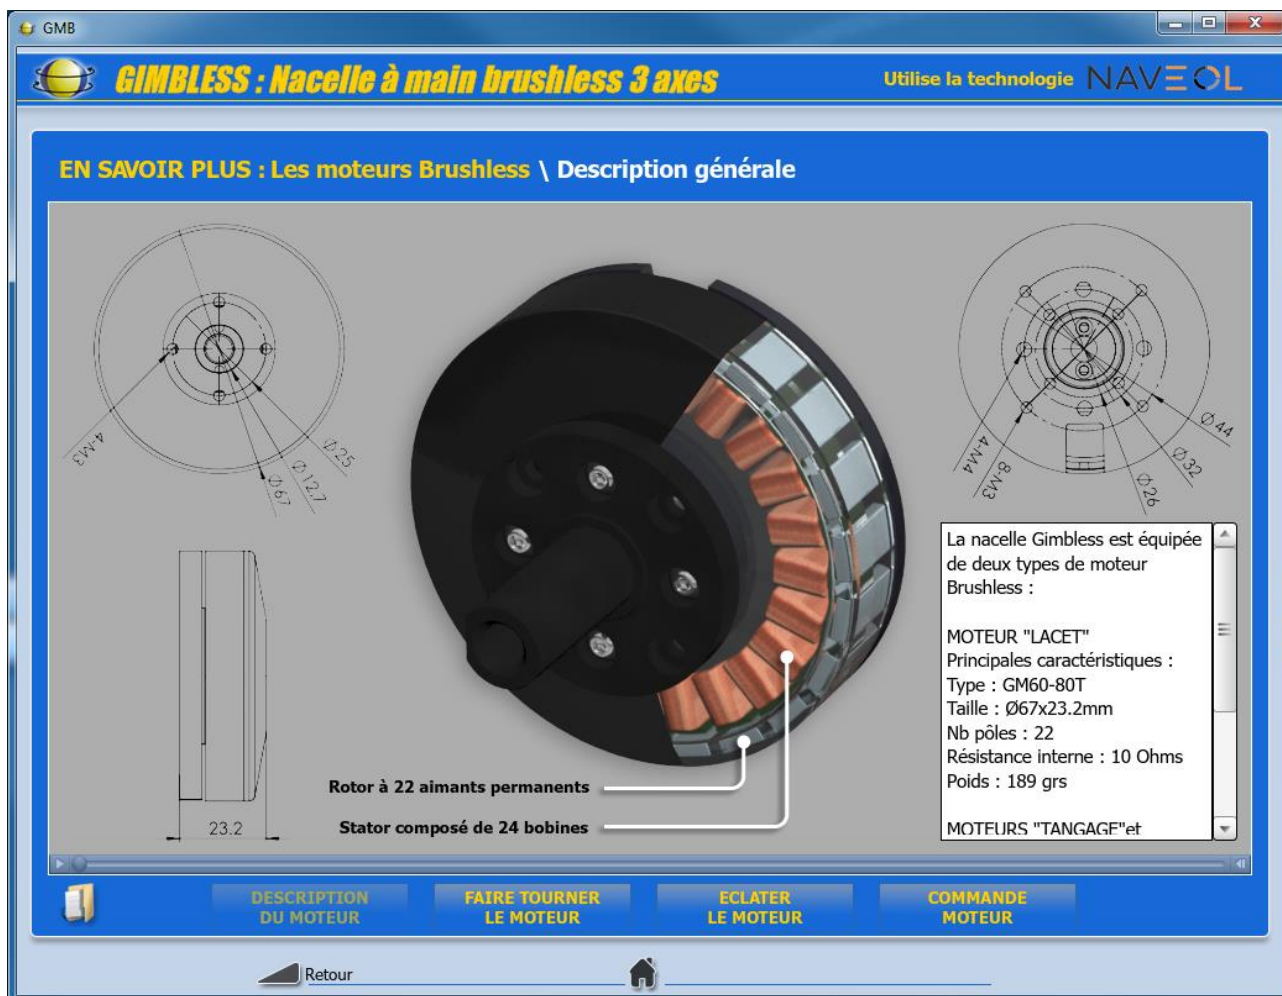 GMB
GIMBLESS : Nacelle à main brushless 3 axes
Utilise la technologie NAVEOL
EN SAVOIR PLUS : Les moteurs Brushless \ Description générale
4-M3
Ø67
Ø12.7
Ø25
4-M4
8-M3
Ø26
Ø32
Ø44
23.2
Rotor à 22 aimants permanents
Stator composé de 24 bobines
La nacelle Gimbless est équipée
de deux types de moteur
Brushless :
MOTEUR "LACET"
Principales caractéristiques :
Type : GM60-80T
Taille : Ø67x23.2mm
Nb pôles : 22
Résistance interne : 10 Ohms
Poids : 189 grs
MOTEURS "TANGAGE"et
DESCRIPTION
DU MOTEUR
FAIRE TOURNER
LE MOTEUR
ECLATER
LE MOTEUR
COMMANDE
MOTEUR
Retour